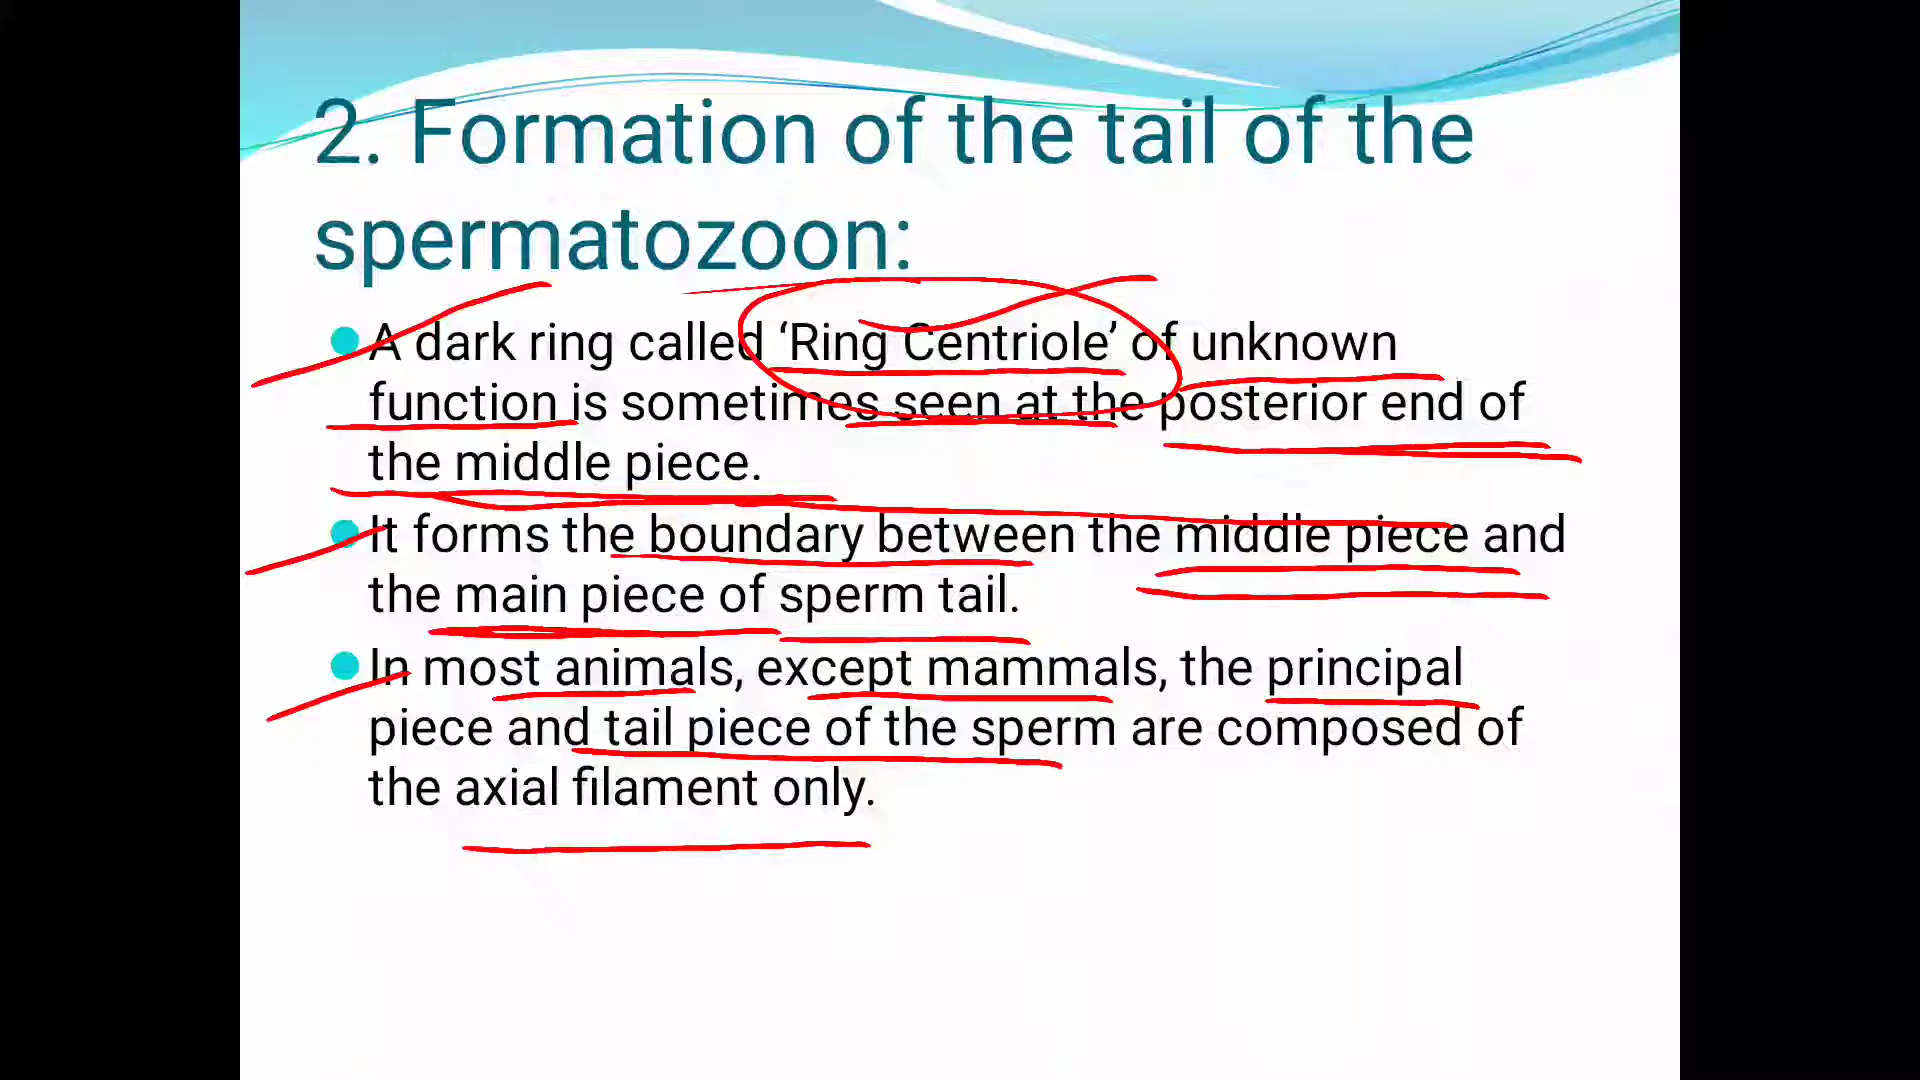 2. Formation of the tail of the
spermatozoon:
A dark ring called ‘Ring Centriole’ of unknown
function is sometimes seen at the posterior end of
the middle piece.
It forms the boundary between the middle piece and
the main piece of sperm tail.
In most animals, except mammals, the principal
piece and tail piece of the sperm are composed of
the axial filament only.